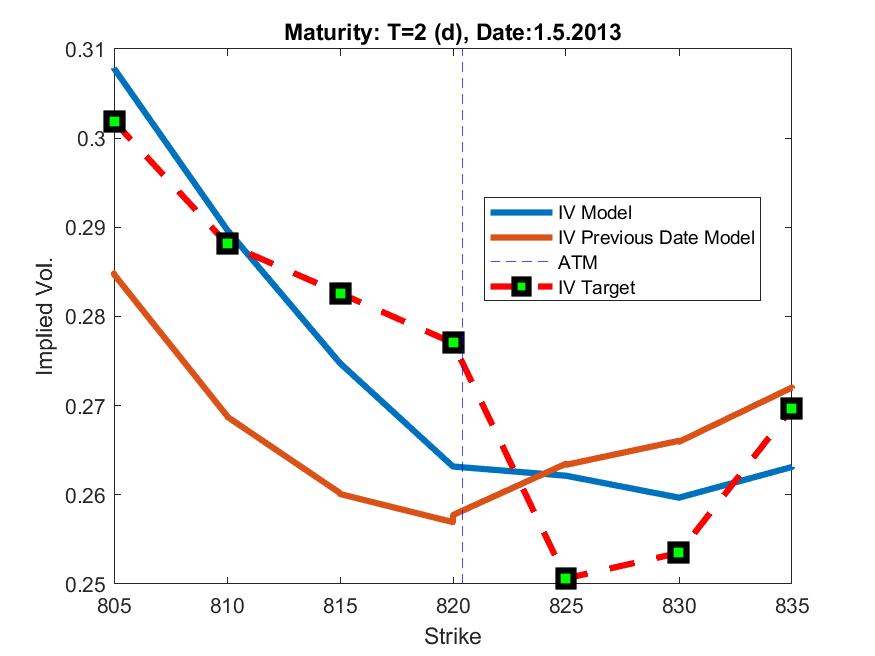 Maturity: T=2 (d), Date:1.5.2013
0.31
0.3
0.29
0.28
0.27
0.26
0.25
Implied Vol.
IV Model
IV Previous Date Model
ATM
IV Target
805 810 815 820 825 830 835
Strike